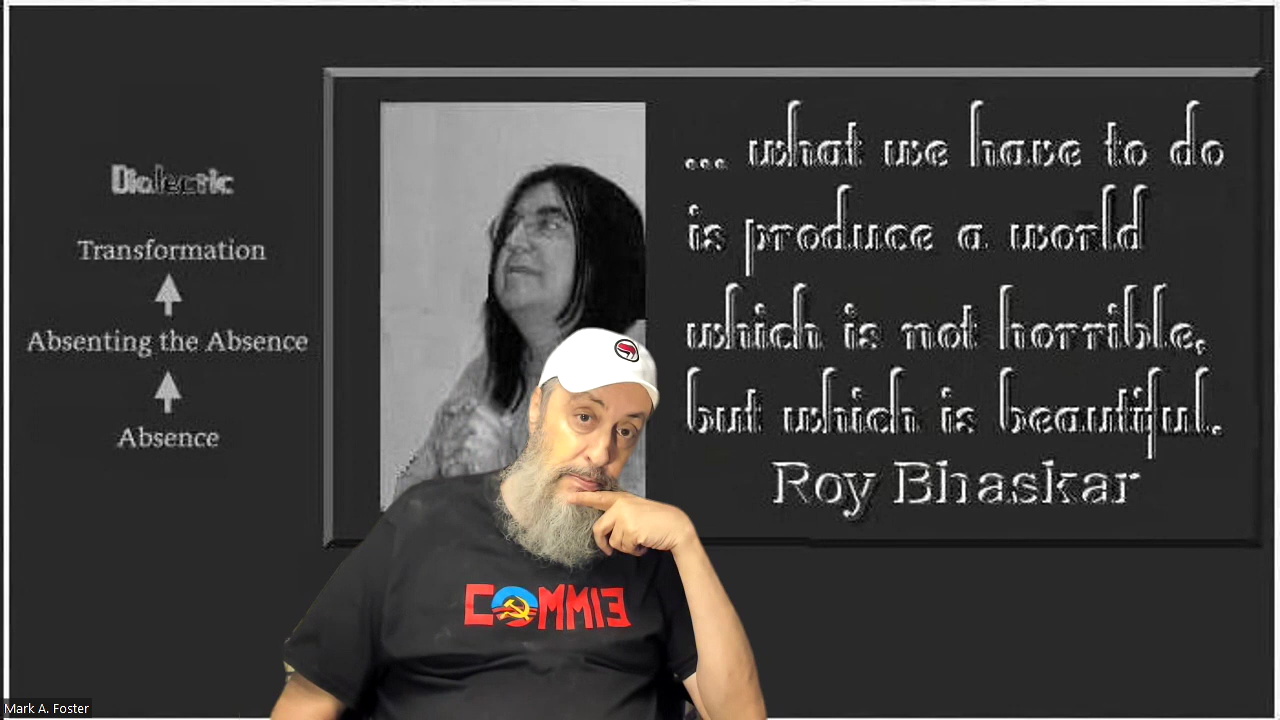 Dialectic
Transformation
Absenting the Absence
Absence
... what we have to do
is produce a world
which is not horrible,
but which is beautiful.
Roy Bhaskar
COMMIE
Mark A. Foster